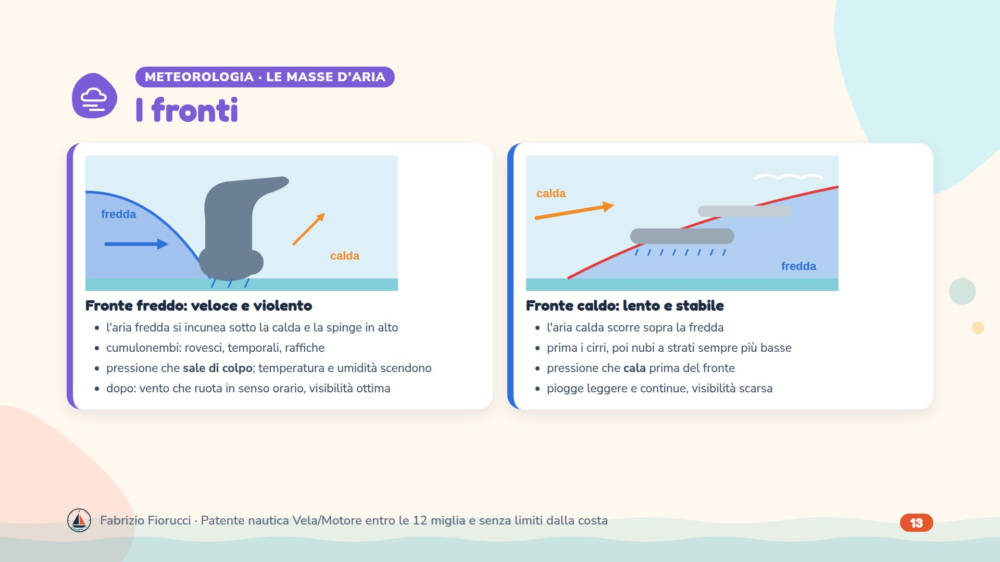 METEOROLOGIA · LE MASSE D'ARIA
I fronti
fredda
calda
Fronte freddo: veloce e violento
l'aria fredda si incunea sotto la calda e la spinge in alto
cumulonembi: rovesci, temporali, raffiche
pressione che sale di colpo; temperatura e umidità scendono
dopo: vento che ruota in senso orario, visibilità ottima
calda
fredda
Fronte caldo: lento e stabile
l'aria calda scorre sopra la fredda
prima i cirri, poi nubi a strati sempre più basse
pressione che cala prima del fronte
piogge leggere e continue, visibilità scarsa
Fabrizio Fiorucci · Patente nautica Vela/Motore entro le 12 miglia e senza limiti dalla costa
13